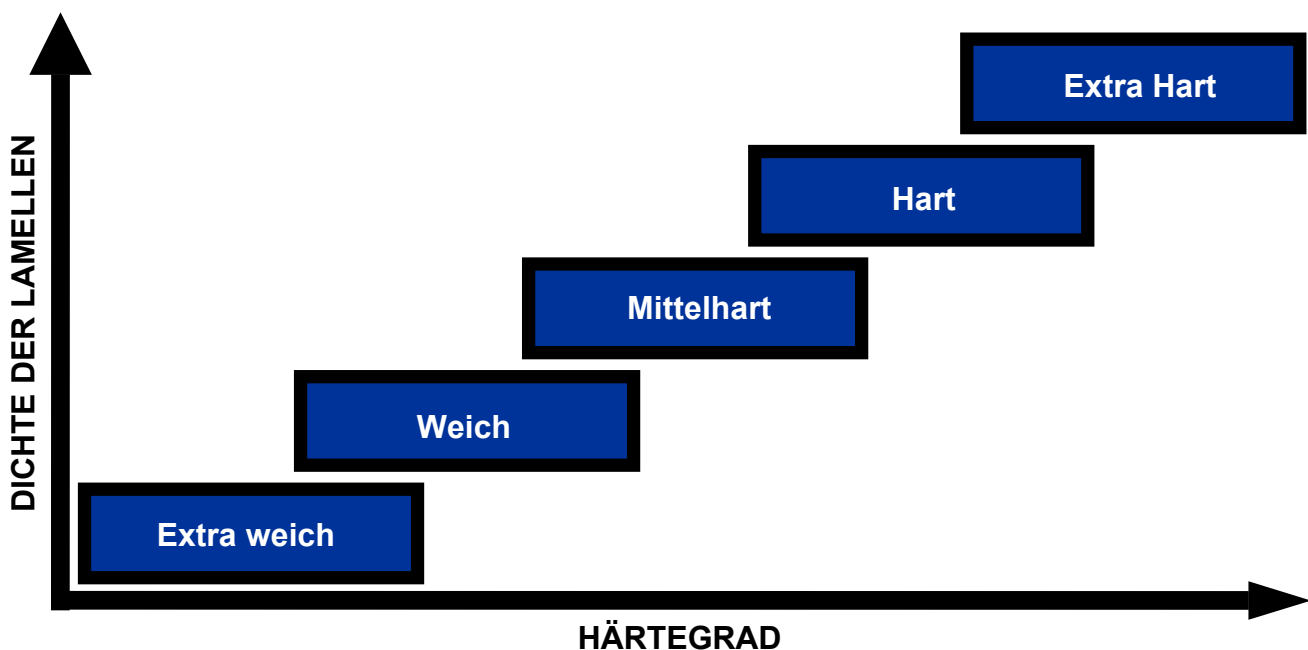 Extra Hart
Hart
Mittelhart
Weich
Extra weich
DICHTE DER LAMELLEN
HÄRTEGRAD